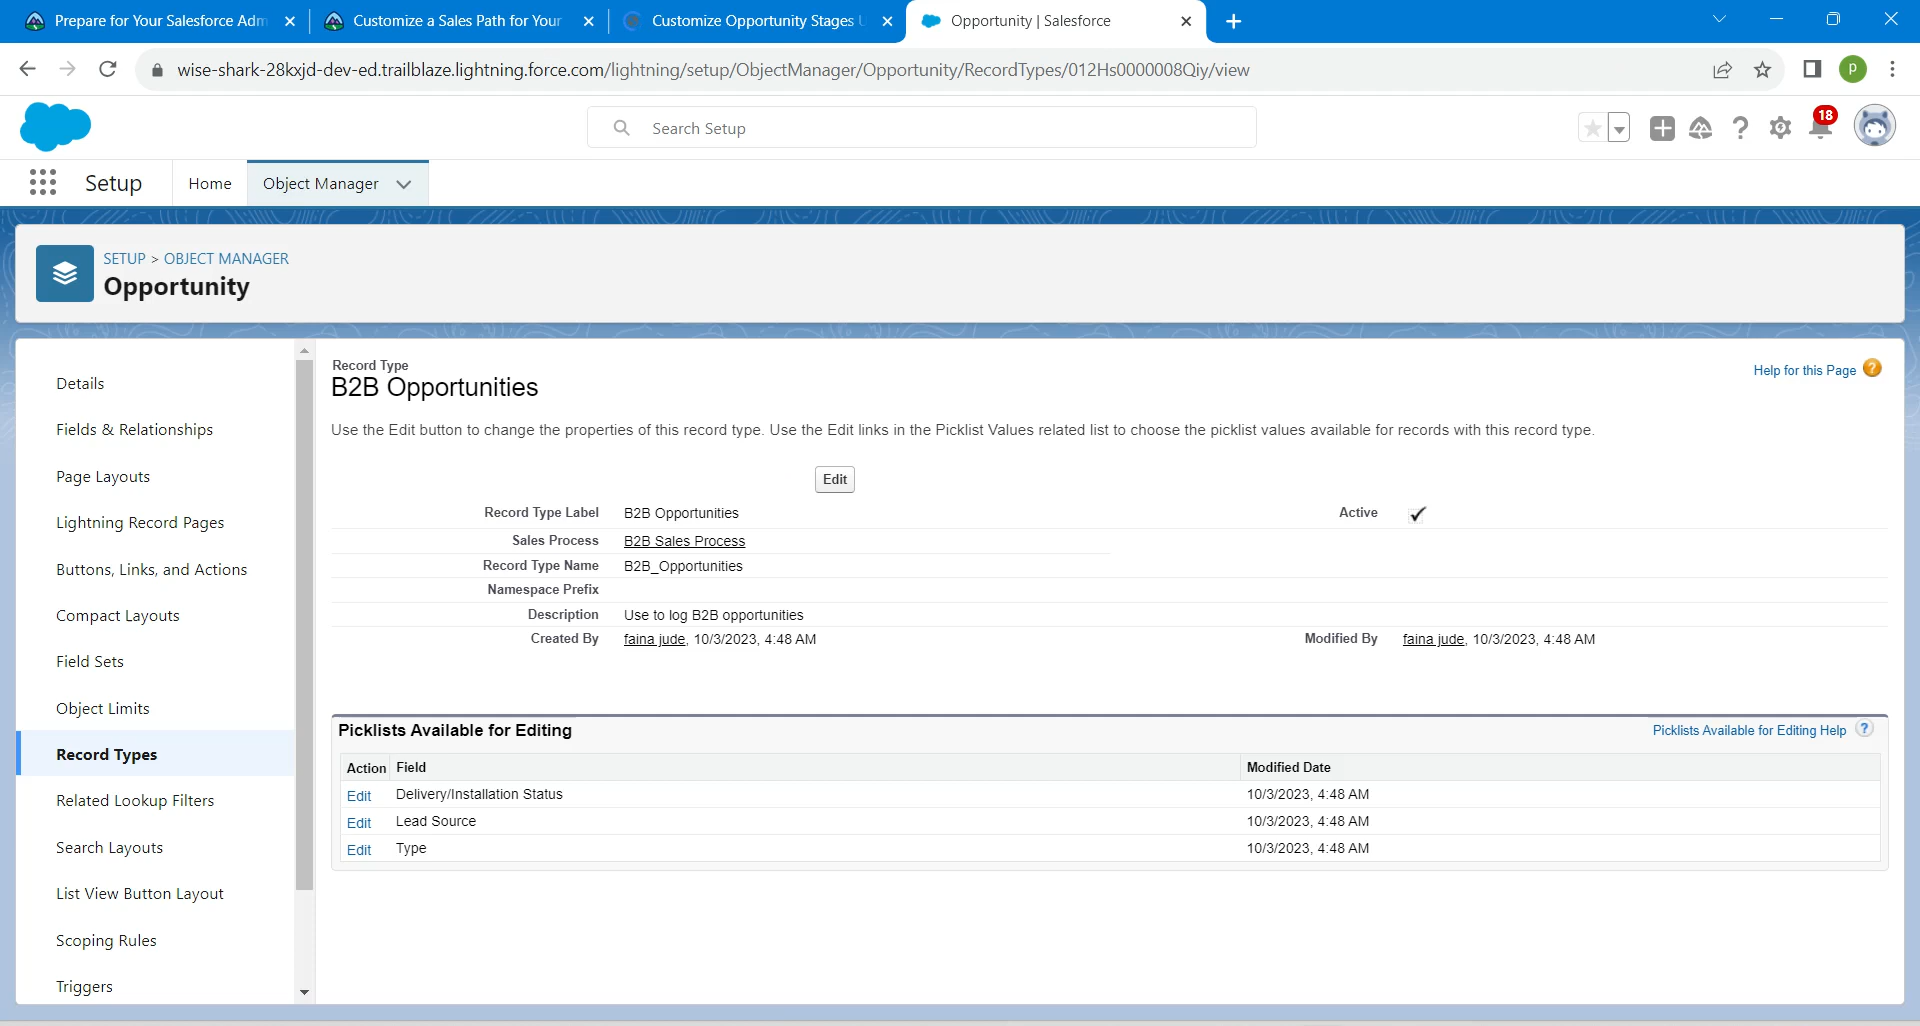 Prepare for Your Salesforce Adm
Customize a Sales Path for Your
Customize Opportunity Stages U
Opportunity | Salesforce
wise-shark-28kxjd-dev-ed.trailblaze.lightning.force.com/lightning/setup/ObjectManager/Opportunity/RecordTypes/012Hs0000008Qiy/view
P
Search Setup
18
Setup
Home
Object Manager
SETUP > OBJECT MANAGER
Opportunity
Details
Fields & Relationships
Page Layouts
Lightning Record Pages
Buttons, Links, and Actions
Compact Layouts
Field Sets
Object Limits
Record Types
Related Lookup Filters
Search Layouts
List View Button Layout
Scoping Rules
Triggers
Record Type
B2B Opportunities
Help for this Page ?
Use the Edit button to change the properties of this record type. Use the Edit links in the Picklist Values related list to choose the picklist values available for records with this record type.
Edit
Record Type Label B2B Opportunities Active
Sales Process B2B Sales Process
Record Type Name B2B_Opportunities
Namespace Prefix
Description Use to log B2B opportunities
Created By faina jude, 10/3/2023, 4:48 AM Modified By faina jude, 10/3/2023, 4:48 AM
Picklists Available for Editing Picklists Available for Editing Help ?
Action Field Modified Date
Edit Delivery/Installation Status 10/3/2023, 4:48 AM
Edit Lead Source 10/3/2023, 4:48 AM
Edit Type 10/3/2023, 4:48 AM